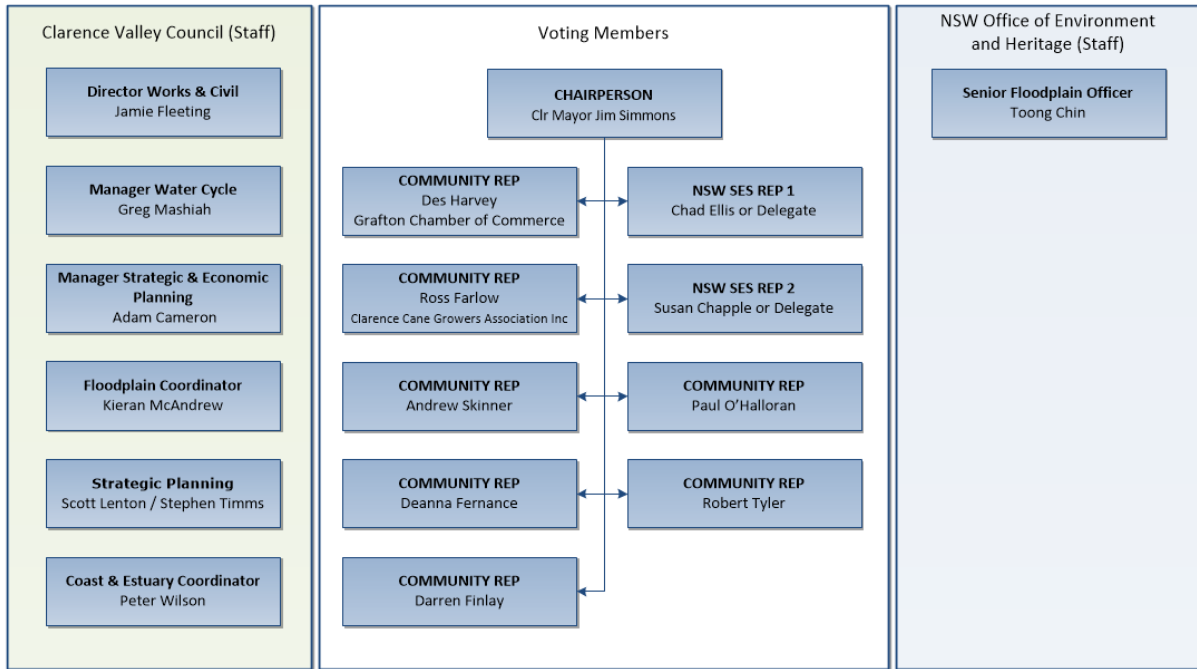 Clarence Valley Council (Staff)
Director Works & Civil
Jamie Fleeting
Manager Water Cycle
Greg Mashiah
Manager Strategic & Economic
Planning
Adam Cameron
Floodplain Coordinator
Kieran McAndrew
Strategic Planning
Scott Lenton / Stephen Timms
Coast & Estuary Coordinator
Peter Wilson
Voting Members
CHAIRPERSON
Clr Mayor Jim Simmons
COMMUNITY REP
Des Harvey
Grafton Chamber of Commerce
NSW SES REP 1
Chad Ellis or Delegate
COMMUNITY REP
Ross Farlow
Clarence Cane Growers Association Inc
NSW SES REP 2
Susan Chapple or Delegate
COMMUNITY REP
Andrew Skinner
COMMUNITY REP
Paul O’Halloran
COMMUNITY REP
Deanna Fernance
COMMUNITY REP
Robert Tyler
COMMUNITY REP
Darren Finlay
NSW Office of Environment
and Heritage (Staff)
Senior Floodplain Officer
Toong Chin